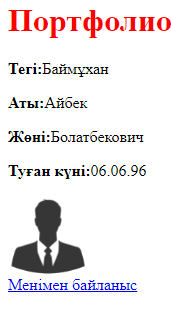 Портфолио
Тегі:Баймұхан
Аты:Айбек
Жөні:Болатбекович
Туған күні:06.06.96
Менімен байланыс